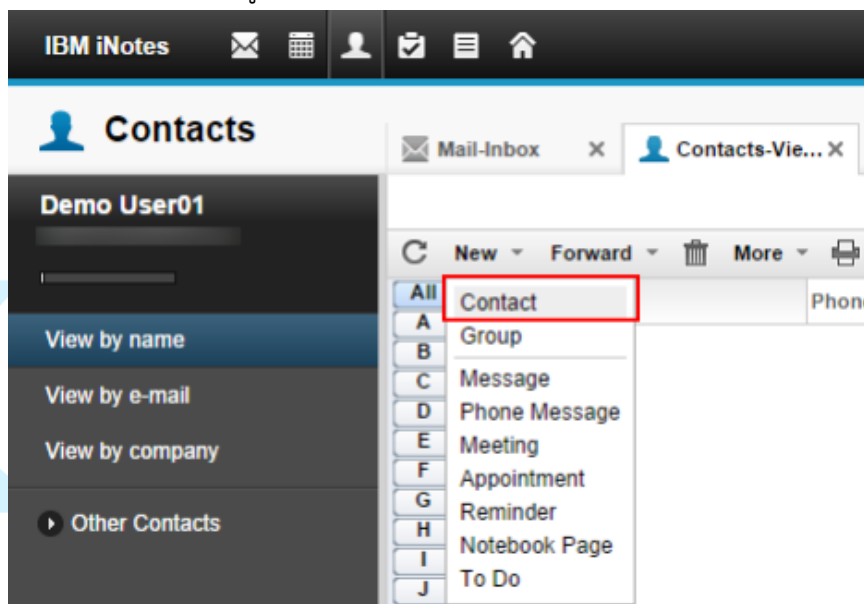 IBM iNotes
Contacts
Mail-Inbox
Contacts-Vie...
Demo User01
New Forward More
All
Phon
Contact
A
Group
View by name
B
C
Message
View by e-mail
D
Phone Message
E
Meeting
View by company
F
Appointment
G
Reminder
Other Contacts
H
Notebook Page
I
To Do
J